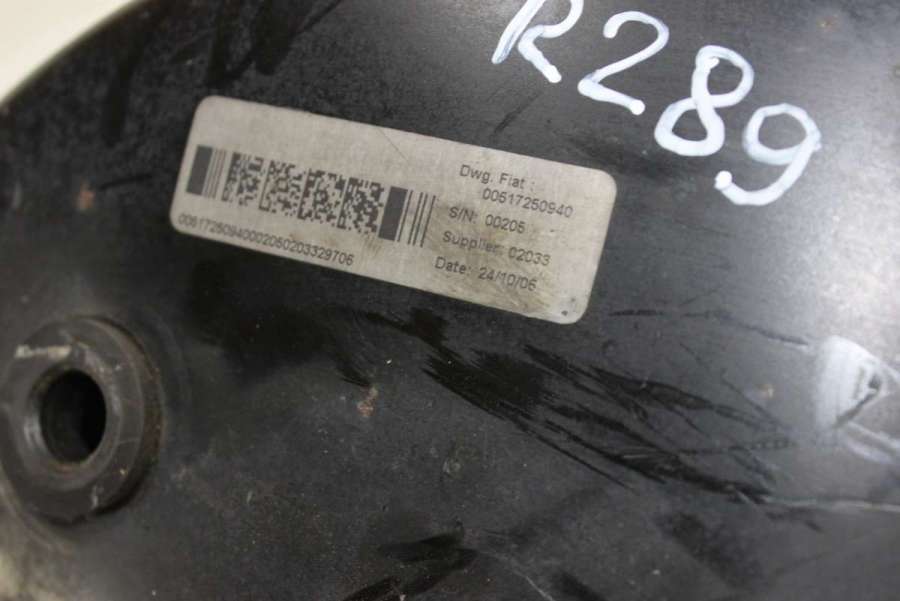 R289
Dwg. Fiat :
00517250940
S/N: 00205
Supplier: 02033
Date: 24/10/06
00517250940002050203329706